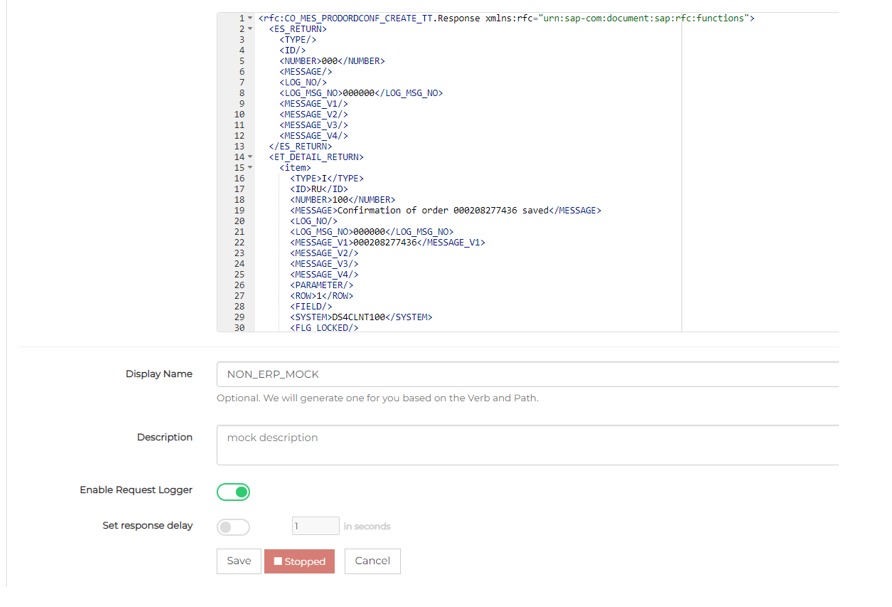 1 <rfc:CO_MES_PRODORDCONF_CREATE_TT.Response xmlns:rfc="urn:sap-com:document:sap:rfc:functions">
2 <ES_RETURN>
3 <TYPE/>
4 <ID/>
5 <NUMBER>000</NUMBER>
6 <MESSAGE/>
7 <LOG_NO/>
8 <LOG_MSG_NO>000000</LOG_MSG_NO>
9 <MESSAGE_V1/>
10 <MESSAGE_V2/>
11 <MESSAGE_V3/>
12 <MESSAGE_V4/>
13 </ES_RETURN>
14 <ET_DETAIL_RETURN>
15 <item>
16 <TYPE>I</TYPE>
17 <ID>RU</ID>
18 <NUMBER>100</NUMBER>
19 <MESSAGE>Confirmation of order 000208277436 saved</MESSAGE>
20 <LOG_NO/>
21 <LOG_MSG_NO>000000</LOG_MSG_NO>
22 <MESSAGE_V1>000208277436</MESSAGE_V1>
23 <MESSAGE_V2/>
24 <MESSAGE_V3/>
25 <MESSAGE_V4/>
26 <PARAMETER/>
27 <ROW>1</ROW>
28 <FIELD/>
29 <SYSTEM>DS4CLNT100</SYSTEM>
30 <FLG_LOCKED/>
Display Name NON_ERP_MOCK
Optional. We will generate one for you based on the Verb and Path.
Description mock description
Enable Request Logger
Set response delay 1 in seconds
Save Stopped Cancel